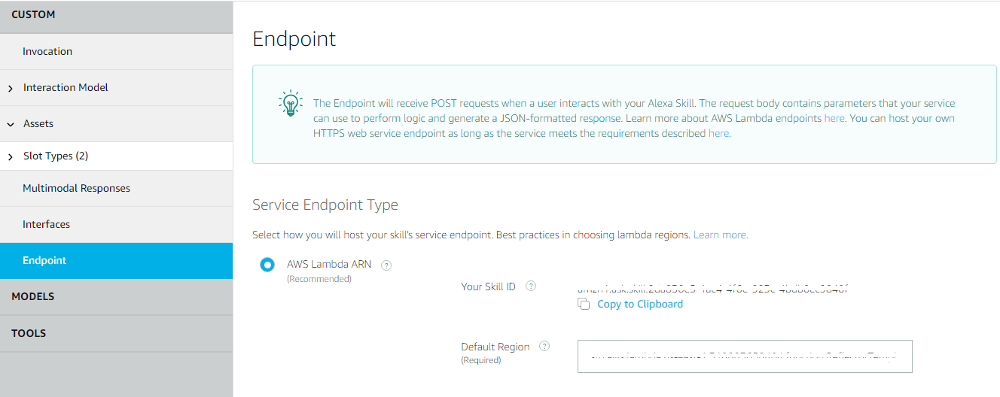 CUSTOM
Invocation
Interaction Model
Assets
Slot Types (2)
Multimodal Responses
Interfaces
Endpoint
MODELS
TOOLS
Endpoint
The Endpoint will receive POST requests when a user interacts with your Alexa Skill. The request body contains parameters that your service
can use to perform logic and generate a JSON-formatted response. Learn more about AWS Lambda endpoints here. You can host your own
HTTPS web service endpoint as long as the service meets the requirements described here.
Service Endpoint Type
Select how you will host your skill's service endpoint. Best practices in choosing lambda regions. Learn more.
AWS Lambda ARN ?
(Recommended)
Your Skill ID ?
Copy to Clipboard
Default Region ?
(Required)